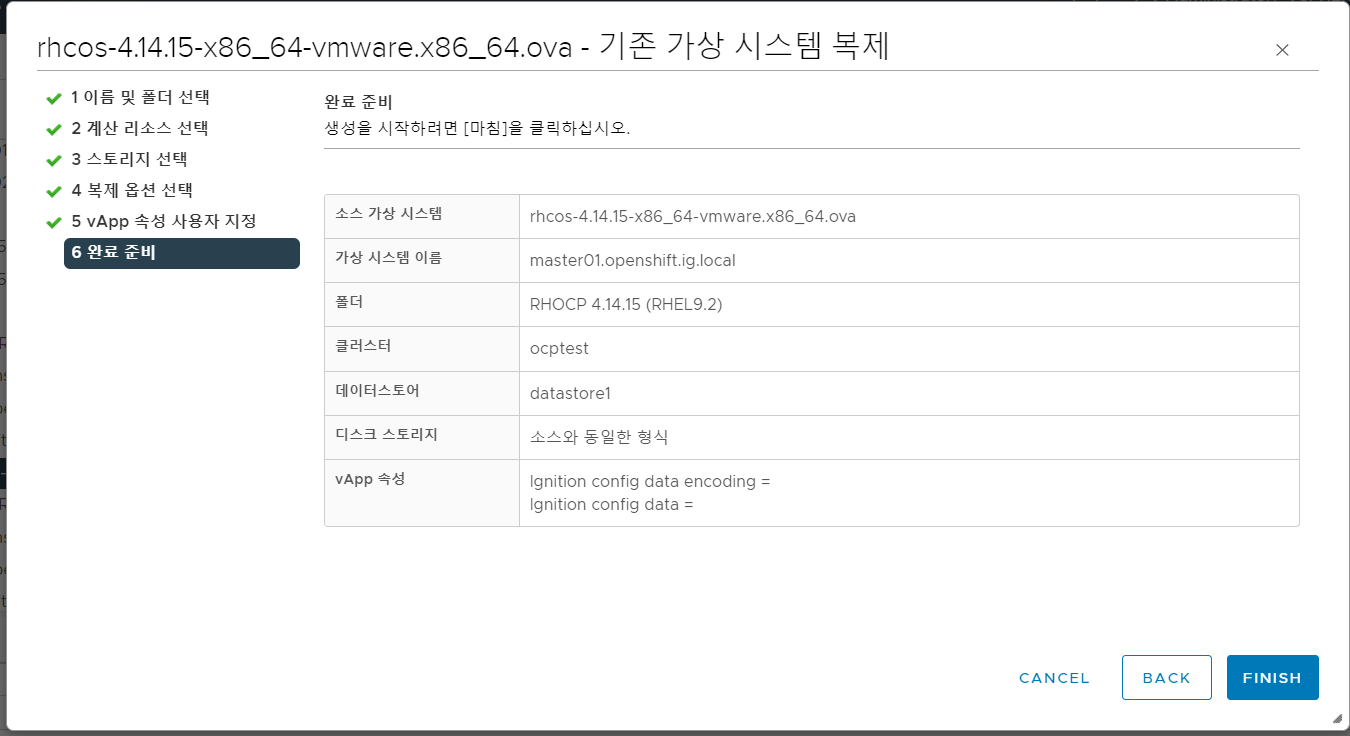 rhcos-4.14.15-x86_64-vmware.x86_64.ova - 기존 가상 시스템 복제
1 이름 및 폴더 선택
2 계산 리소스 선택
3 스토리지 선택
4 복제 옵션 선택
5 vApp 속성 사용자 지정
6 완료 준비
완료 준비
생성을 시작하려면 [마침]을 클릭하십시오.
소스 가상 시스템 rhcos-4.14.15-x86_64-vmware.x86_64.ova
가상 시스템 이름 master01.openshift.ig.local
폴더 RHOCP 4.14.15 (RHEL9.2)
클러스터 ocptest
데이터스토어 datastore1
디스크 스토리지 소스와 동일한 형식
vApp 속성 Ignition config data encoding =
Ignition config data =
CANCEL BACK FINISH